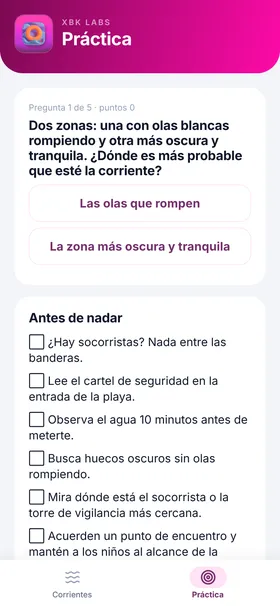 XBK LABS
Práctica
Pregunta 1 de 5 · puntos 0
Dos zonas: una con olas blancas
rompiendo y otra más oscura y
tranquila. ¿Dónde es más probable
que esté la corriente?
Las olas que rompen
La zona más oscura y tranquila
Antes de nadar
¿Hay socorristas? Nada entre las
banderas.
Lee el cartel de seguridad en la
entrada de la playa.
Observa el agua 10 minutos antes de
meterte.
Busca huecos oscuros sin olas
rompiendo.
Mira dónde está el socorrista o la
torre de vigilancia más cercana.
Acuerden un punto de encuentro y
mantén a los niños al alcance de la
Corrientes
Práctica